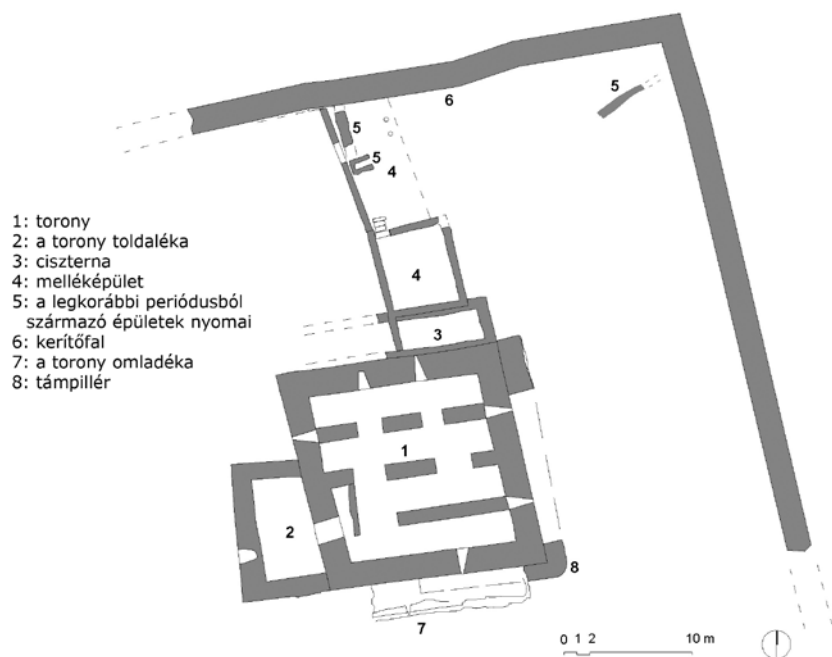 5
6
5
5
4
1: torony
2: a torony toldaléka
3: ciszterna
4: melléképület
5: a legkorábbi periódusból
származó épületek nyomai
6: kerítőfal
7: a torony omladéka
8: támpillér
4
3
1
2
8
7
0 1 2 10 m